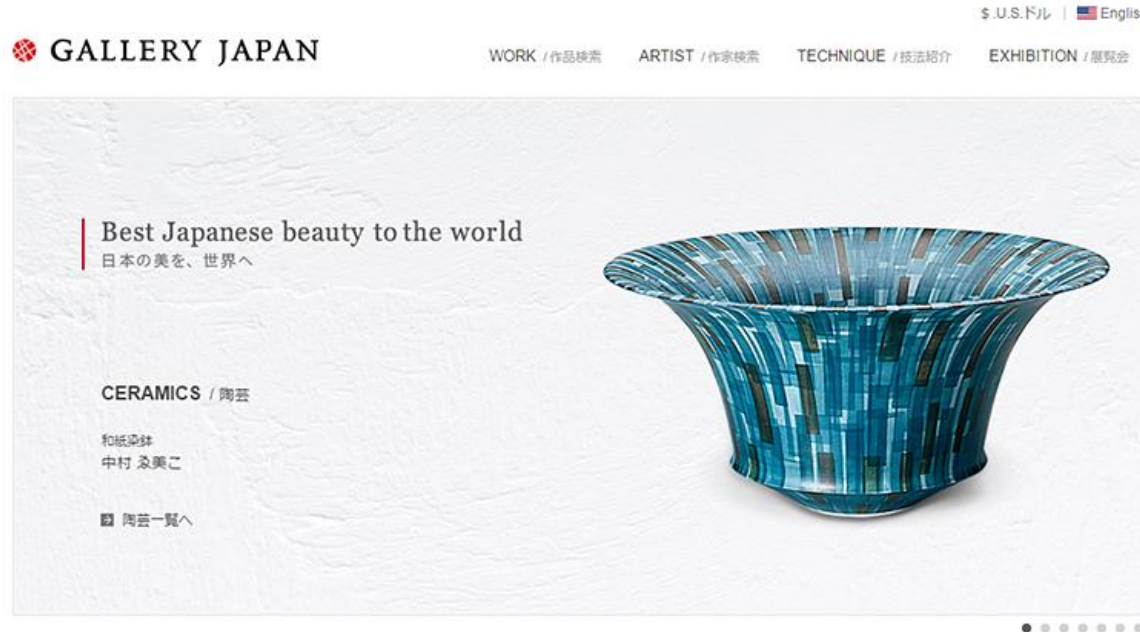 $ .U.S.ドル | Englis
GALLERY JAPAN
WORK / 作品検索 ARTIST / 作家検索 TECHNIQUE / 技法紹介 EXHIBITION / 展覧会
Best Japanese beauty to the world
日本の美を、世界へ
CERAMICS / 陶芸
和紙染鉢
中村 ゑ美こ
陶芸一覧へ